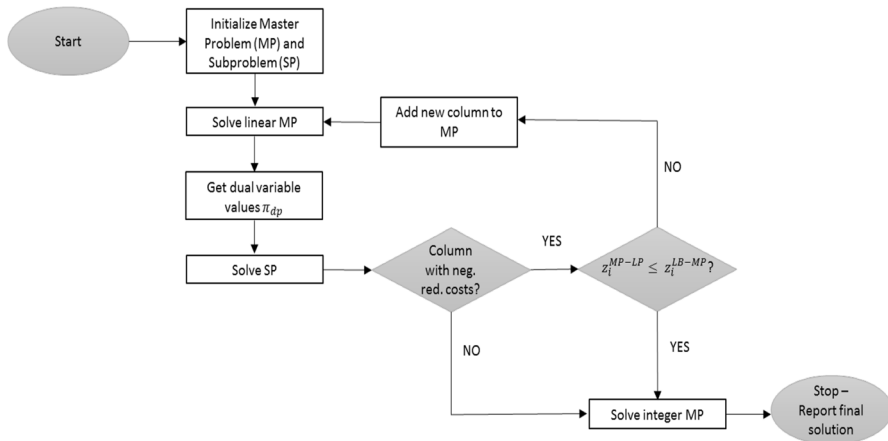 Start
Initialize Master
Problem (MP) and
Subproblem (SP)
Solve linear MP
Add new column to
MP
Get dual variable
values π_{dp}
Solve SP
Column
with neg.
red. costs?
YES
NO
z_i^{MP−LP} ≤ z_i^{LB−MP}?
NO
YES
Solve integer MP
Stop –
Report final
solution